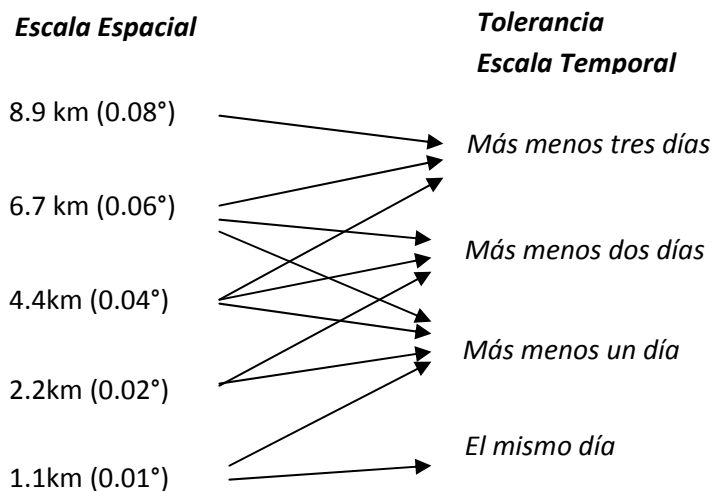 Escala Espacial
Tolerancia
Escala Temporal
8.9 km (0.08°)
Más menos tres días
6.7 km (0.06°)
Más menos dos días
4.4km (0.04°)
Más menos un día
2.2km (0.02°)
El mismo día
1.1km (0.01°)